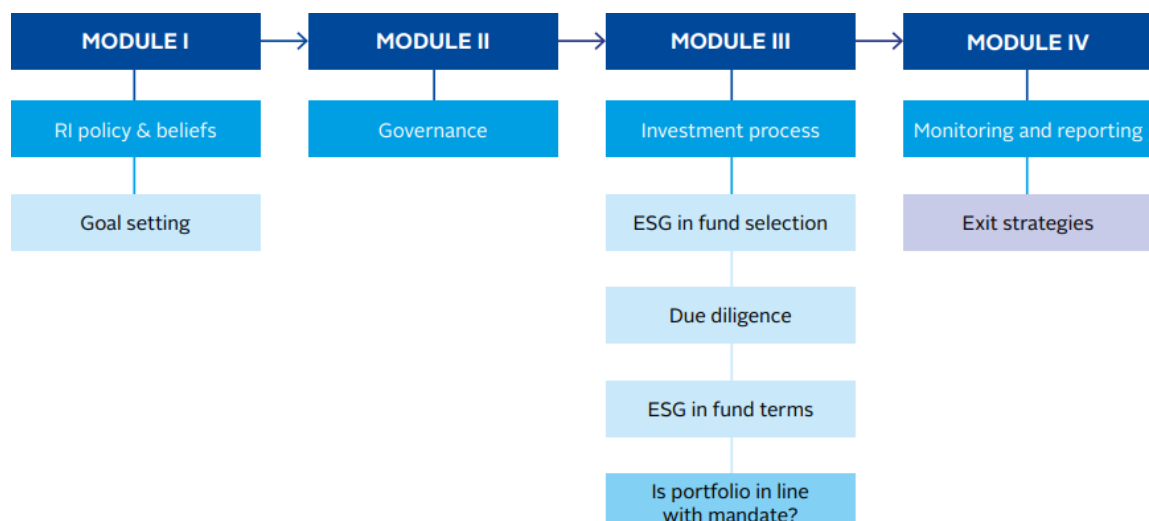 MODULE I
MODULE II
MODULE III
MODULE IV
RI policy & beliefs
Governance
Investment process
Monitoring and reporting
Goal setting
ESG in fund selection
Exit strategies
Due diligence
ESG in fund terms
Is portfolio in line
with mandate?